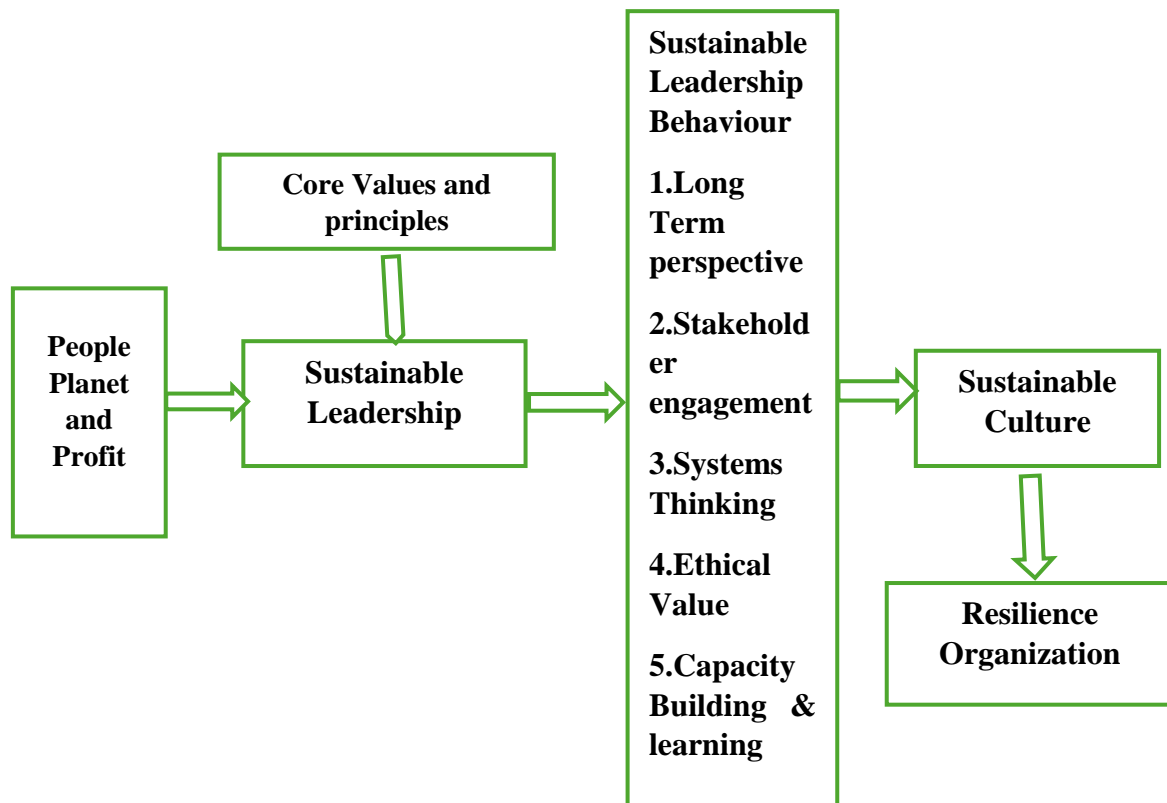 People
Planet
and
Profit
Core Values and
principles
Sustainable
Leadership
Sustainable
Leadership
Behaviour
1.Long
Term
perspective
2.Stakehold
er
engagement
3.Systems
Thinking
4.Ethical
Value
5.Capacity
Building &
learning
Sustainable
Culture
Resilience
Organization